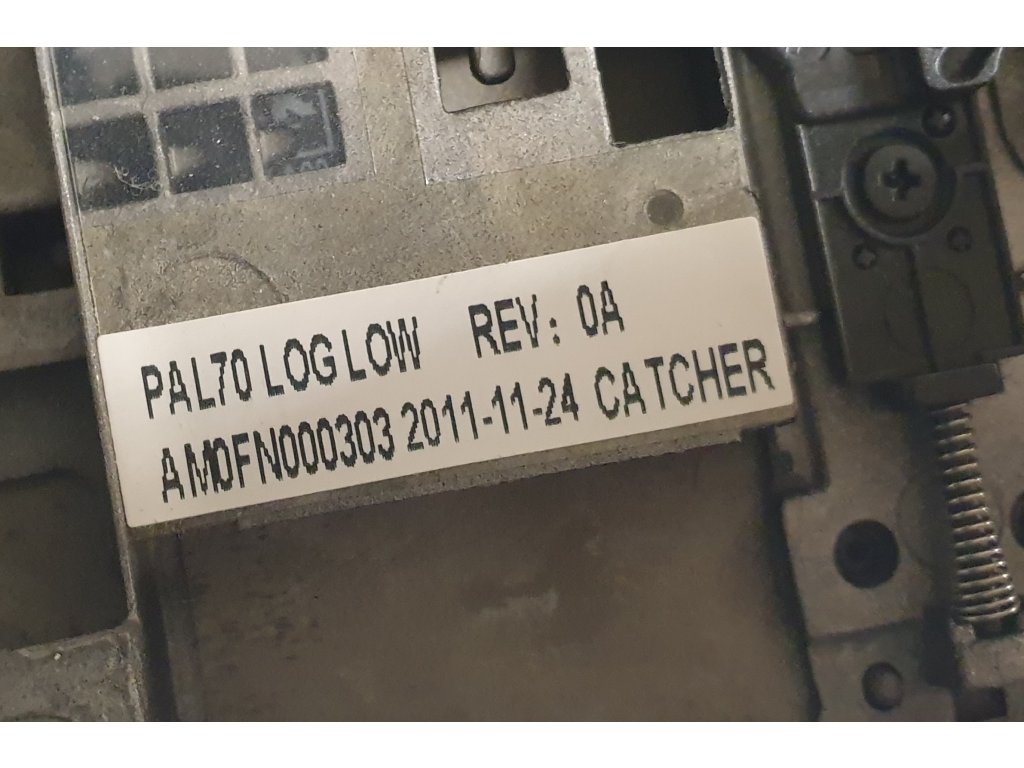 PAL70 LOG LOW REV: 0A
AM0FN000303 2011-11-24 CATCHER